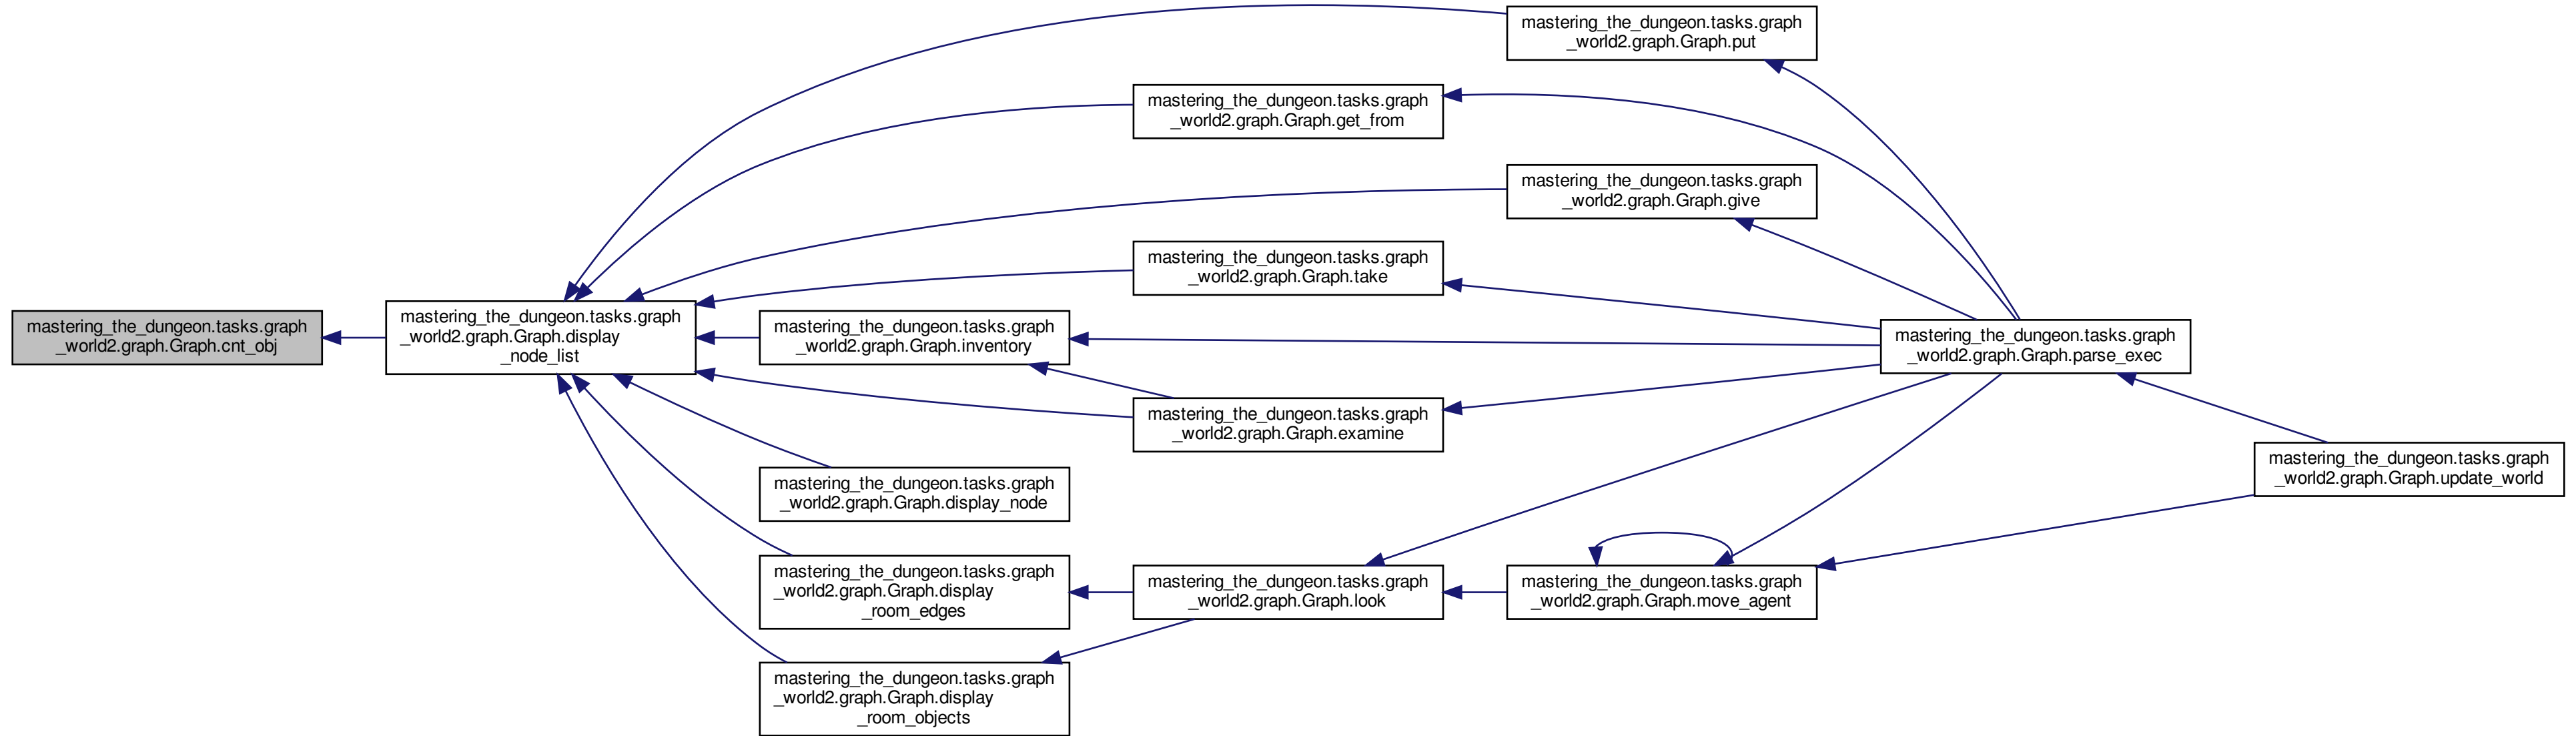 mastering_the_dungeon.tasks.graph
_world2.graph.Graph.put
mastering_the_dungeon.tasks.graph
_world2.graph.Graph.get_from
mastering_the_dungeon.tasks.graph
_world2.graph.Graph.give
mastering_the_dungeon.tasks.graph
_world2.graph.Graph.take
mastering_the_dungeon.tasks.graph
_world2.graph.Graph.cnt_obj
mastering_the_dungeon.tasks.graph
_world2.graph.Graph.display
_node_list
mastering_the_dungeon.tasks.graph
_world2.graph.Graph.inventory
mastering_the_dungeon.tasks.graph
_world2.graph.Graph.parse_exec
mastering_the_dungeon.tasks.graph
_world2.graph.Graph.examine
mastering_the_dungeon.tasks.graph
_world2.graph.Graph.update_world
mastering_the_dungeon.tasks.graph
_world2.graph.Graph.display_node
mastering_the_dungeon.tasks.graph
_world2.graph.Graph.display
_room_edges
mastering_the_dungeon.tasks.graph
_world2.graph.Graph.look
mastering_the_dungeon.tasks.graph
_world2.graph.Graph.move_agent
mastering_the_dungeon.tasks.graph
_world2.graph.Graph.display
_room_objects